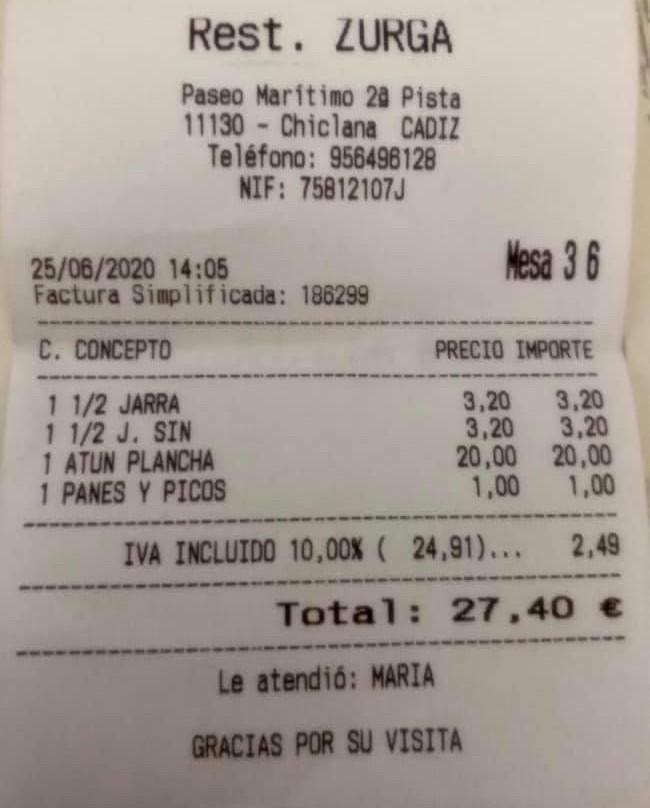 Rest. ZURGA
Paseo Marítimo 2ª Pista
11130 - Chiclana CADIZ
Teléfono: 956496128
NIF: 75812107J
Mesa 36
25/06/2020 14:05
Factura Simplificada: 186299
C. CONCEPTO PRECIO IMPORTE
1 1/2 JARRA 3,20 3,20
1 1/2 J. SIN 3,20 3,20
1 ATUN PLANCHA 20,00 20,00
1 PANES Y PICOS 1,00 1,00
IVA INCLUIDO 10,00% ( 24,91)... 2,49
Total: 27,40 €
Le atendió: MARIA
GRACIAS POR SU VISITA